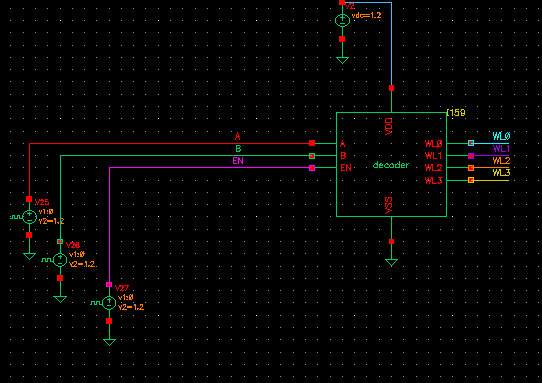 vdc=1.2
I159
VDD
A
A
WL0
WL0
B
B
decoder
WL1
WL1
EN
EN
WL2
WL2
WL3
WL3
VSS
V25
v1:0
v2=1.2
V26
v1:0
v2=1.2
V27
v1:0
v2=1.2